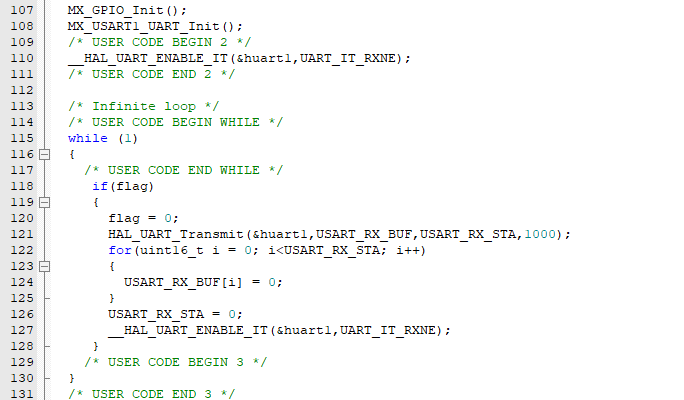 107 MX_GPIO_Init();
108 MX_USART1_UART_Init();
109 /* USER CODE BEGIN 2 */
110 __HAL_UART_ENABLE_IT(&huart1,UART_IT_RXNE);
111 /* USER CODE END 2 */
112
113 /* Infinite loop */
114 /* USER CODE BEGIN WHILE */
115 while (1)
116 {
117 /* USER CODE END WHILE */
118 if(flag)
119 {
120 flag = 0;
121 HAL_UART_Transmit(&huart1,USART_RX_BUF,USART_RX_STA,1000);
122 for(uint16_t i = 0; i<USART_RX_STA; i++)
123 {
124 USART_RX_BUF[i] = 0;
125 }
126 USART_RX_STA = 0;
127 __HAL_UART_ENABLE_IT(&huart1,UART_IT_RXNE);
128 }
129 /* USER CODE BEGIN 3 */
130 }
131 /* USER CODE END 3 */